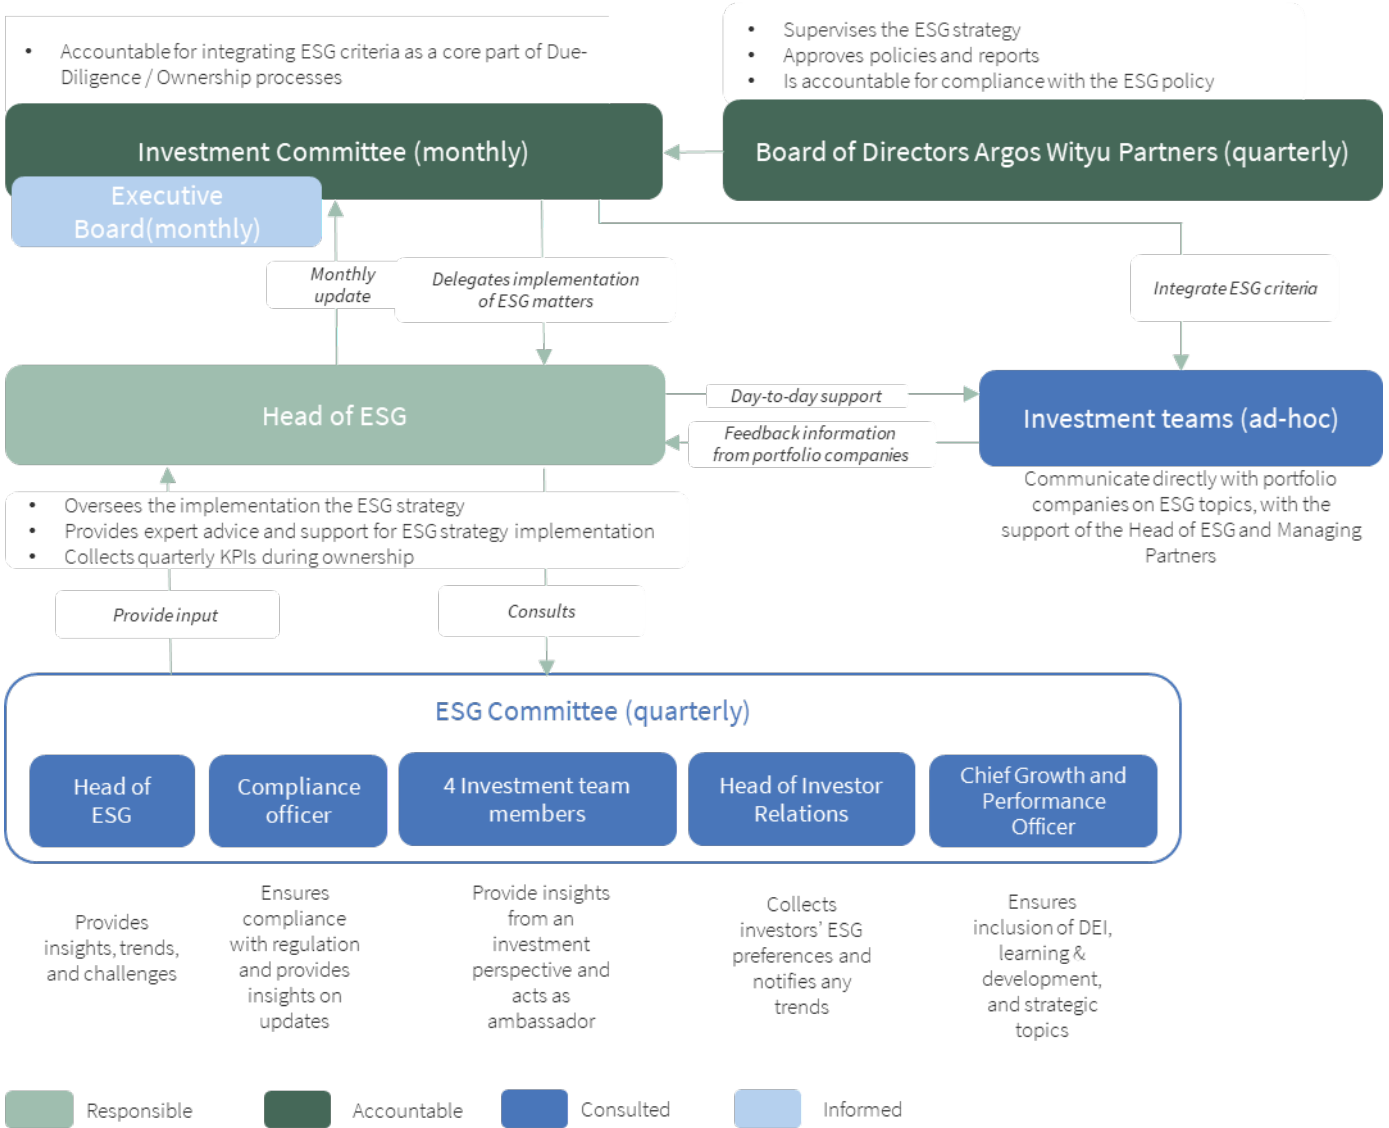 • Accountable for integrating ESG criteria as a core part of Due-
Diligence / Ownership processes
• Supervises the ESG strategy
• Approves policies and reports
• Is accountable for compliance with the ESG policy
Investment Committee (monthly)
Board of Directors Argos Wityu Partners (quarterly)
Executive
Board(monthly)
Monthly
update
Delegates implementation
of ESG matters
Integrate ESG criteria
Head of ESG
Day-to-day support
Feedback information
from portfolio companies
Investment teams (ad-hoc)
Communicate directly with portfolio
companies on ESG topics, with the
support of the Head of ESG and Managing
Partners
• Oversees the implementation the ESG strategy
• Provides expert advice and support for ESG strategy implementation
• Collects quarterly KPIs during ownership
Provide input
Consults
ESG Committee (quarterly)
Head of
ESG
Compliance
officer
4 Investment team
members
Head of Investor
Relations
Chief Growth and
Performance
Officer
Provides
insights, trends,
and challenges
Ensures
compliance
with regulation
and provides
insights on
updates
Provide insights
from an
investment
perspective and
acts as
ambassador
Collects
investors’ ESG
preferences and
notifies any
trends
Ensures
inclusion of DEI,
learning &
development,
and strategic
topics
Responsible
Accountable
Consulted
Informed